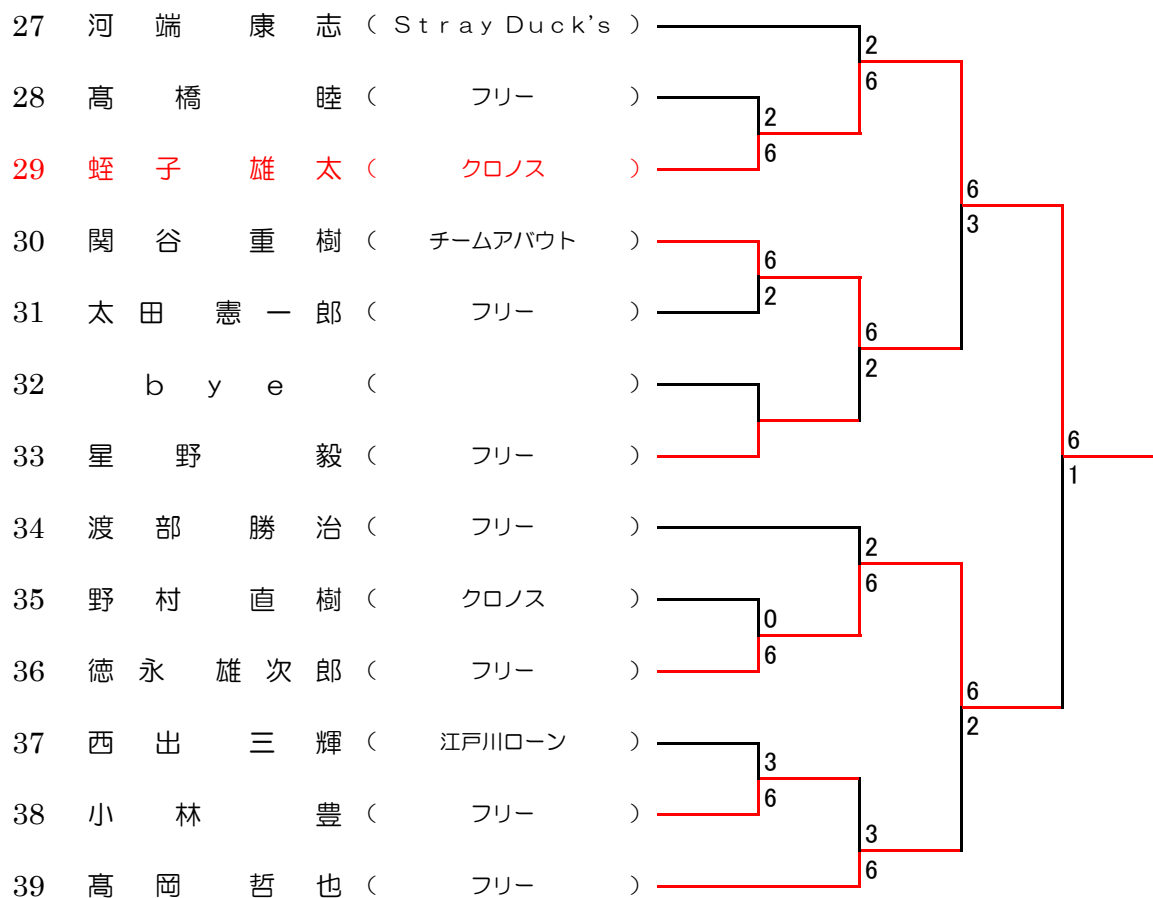 27 河端 康志 ( Stray Duck's )
2
6
28 髙橋 睦 ( フリー )
2
6
29 蛭子 雄太 ( クロノス )
6
3
30 関谷 重樹 ( チームアバウト )
6
2
31 太田 憲一郎 ( フリー )
6
2
32 bye ( )
33 星野 毅 ( フリー )
6
1
34 渡部 勝治 ( フリー )
2
6
35 野村 直樹 ( クロノス )
0
6
36 徳永 雄次郎 ( フリー )
6
2
37 西出 三輝 ( 江戸川ローン )
3
6
38 小林 豊 ( フリー )
3
6
39 髙岡 哲也 ( フリー )